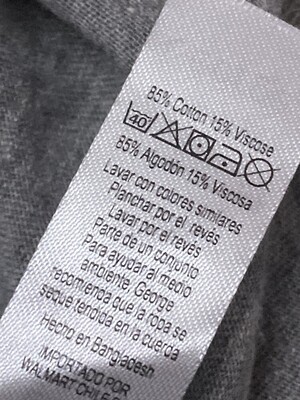 85% Cotton 15% Viscose
40
85% Algodón 15% Viscosa
Lavar con colores similares
Planchar por el revés
Lavar por el revés
Parte de un conjunto
Para ayudar al medio
ambiente, George
recomienda que la ropa se
seque tendida en la cuerda
Hecho en Bangladesh
IMPORTADO POR
WALMART CHILE